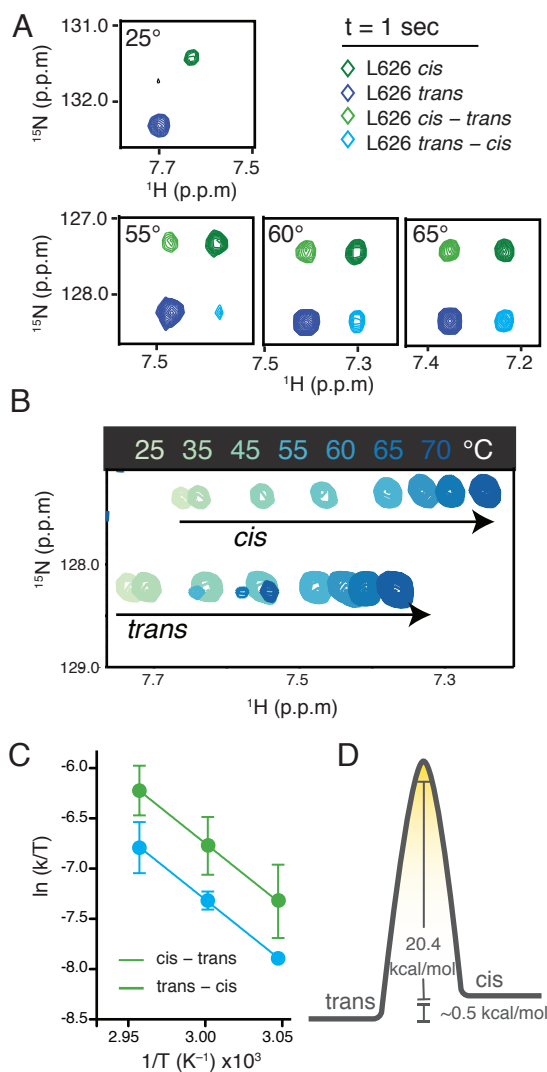 A
t = 1 sec
L626 cis
L626 trans
L626 cis – trans
L626 trans – cis
25°
131.0
132.0
¹⁵N (p.p.m)
7.7
7.5
¹H (p.p.m)
127.0
128.0
¹⁵N (p.p.m)
55°
60°
65°
7.5
7.5
7.3
7.4
7.2
¹H (p.p.m)
B
25 35 45 55 60 65 70 °C
cis
trans
128.0
129.0
¹⁵N (p.p.m)
7.7
7.5
7.3
¹H (p.p.m)
C
-6.0
-6.5
-7.0
-7.5
-8.0
-8.5
ln (k/T)
cis – trans
trans – cis
2.95
3.00
3.05
1/T (K⁻¹) x10³
D
20.4
kcal/mol
trans
cis
~0.5 kcal/mol